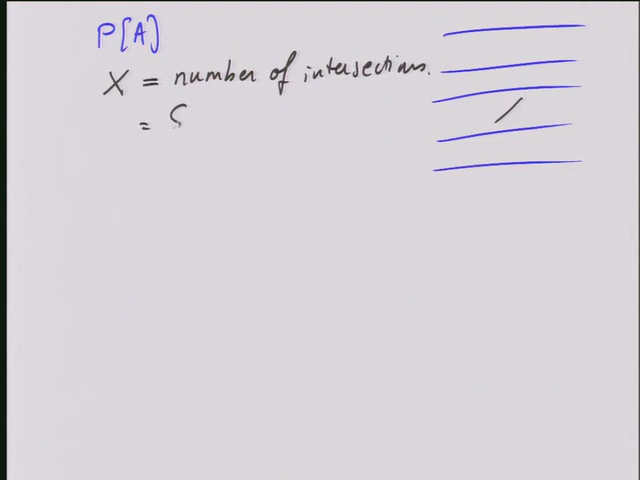 P[A]
X = number of intersections.
= S